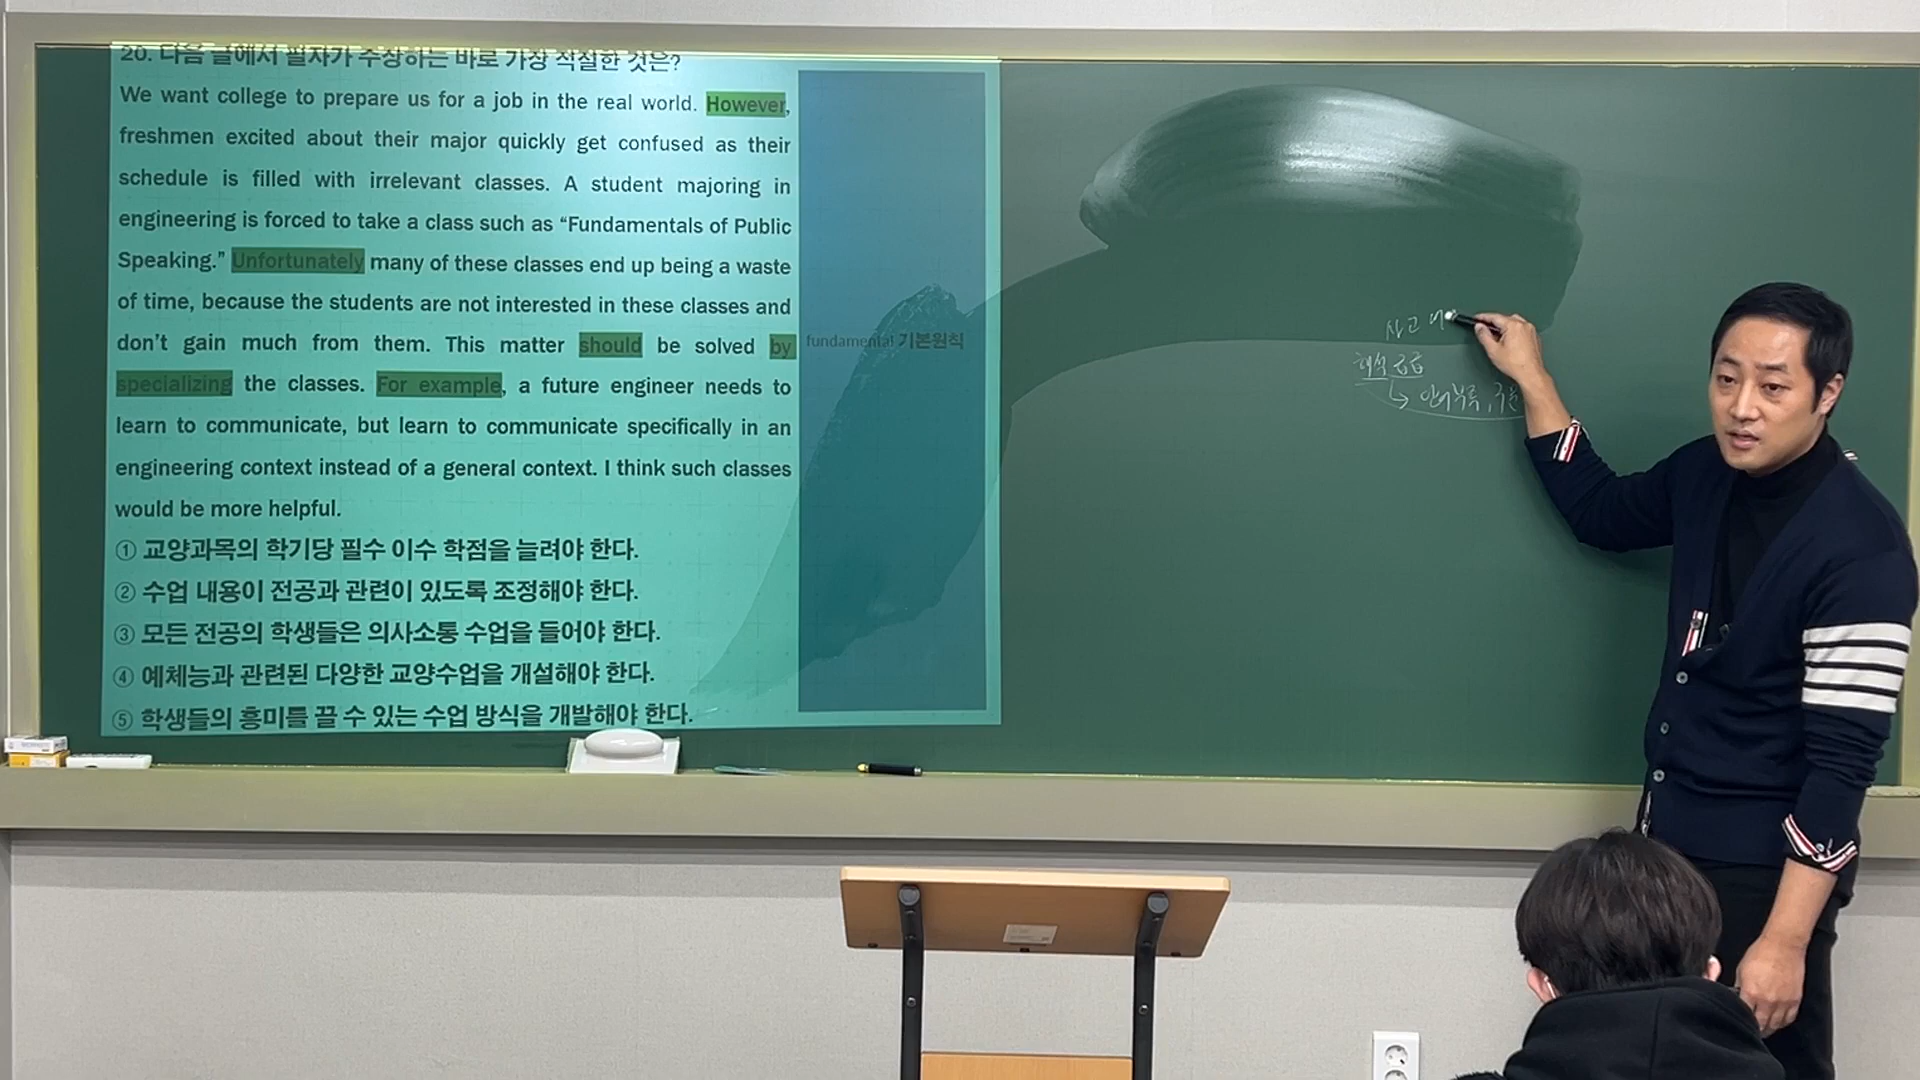 20. 다음 글에서 필자가 주장하는 바로 가장 적절한 것은?
We want college to prepare us for a job in the real world. However,
freshmen excited about their major quickly get confused as their
schedule is filled with irrelevant classes. A student majoring in
engineering is forced to take a class such as “Fundamentals of Public
Speaking.” Unfortunately many of these classes end up being a waste
of time, because the students are not interested in these classes and
don’t gain much from them. This matter should be solved by
specializing the classes. For example, a future engineer needs to
learn to communicate, but learn to communicate specifically in an
engineering context instead of a general context. I think such classes
would be more helpful.
① 교양과목의 학기당 필수 이수 학점을 늘려야 한다.
② 수업 내용이 전공과 관련이 있도록 조정해야 한다.
③ 모든 전공의 학생들은 의사소통 수업을 들어야 한다.
④ 예체능과 관련된 다양한 교양수업을 개설해야 한다.
⑤ 학생들의 흥미를 끌 수 있는 수업 방식을 개발해야 한다.
fundamental 기본원칙
사고
해석